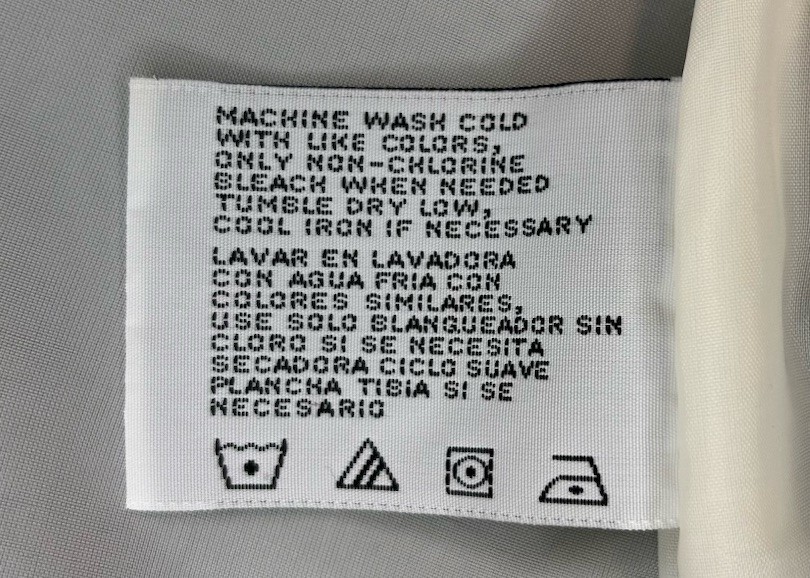 MACHINE WASH COLD
WITH LIKE COLORS,
ONLY NON-CHLORINE
BLEACH WHEN NEEDED
TUMBLE DRY LOW,
COOL IRON IF NECESSARY
LAVAR EN LAVADORA
CON AGUA FRIA CON
COLORES SIMILARES,
USE SOLO BLANQUEADOR SIN
CLORO SI SE NECESITA
SECADORA CICLO SUAVE
PLANCHA TIBIA SI SE
NECESARIO